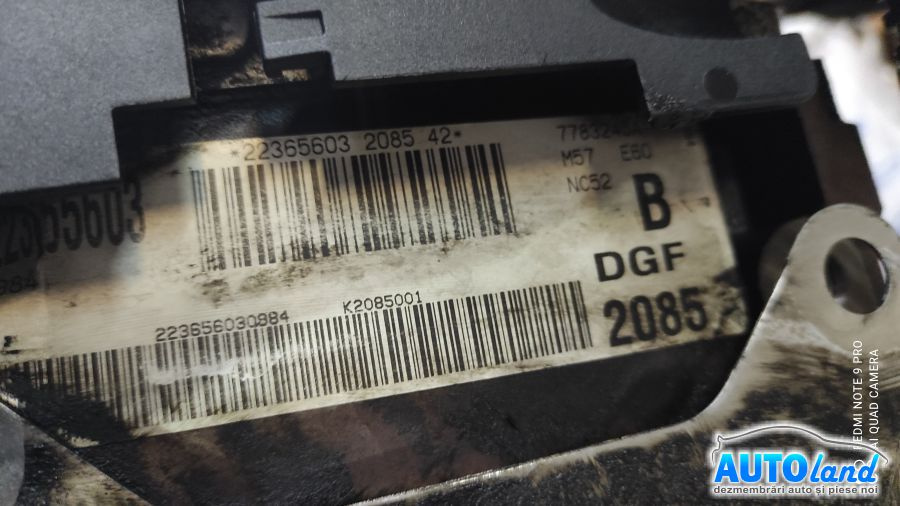 *22365603 2085 42*
M57 E60
NC52
B
DGF
2085
223656030984 K2085001
REDMI NOTE 9 PRO
AI QUAD CAMERA
AUTOland
dezmembrări auto și piese noi